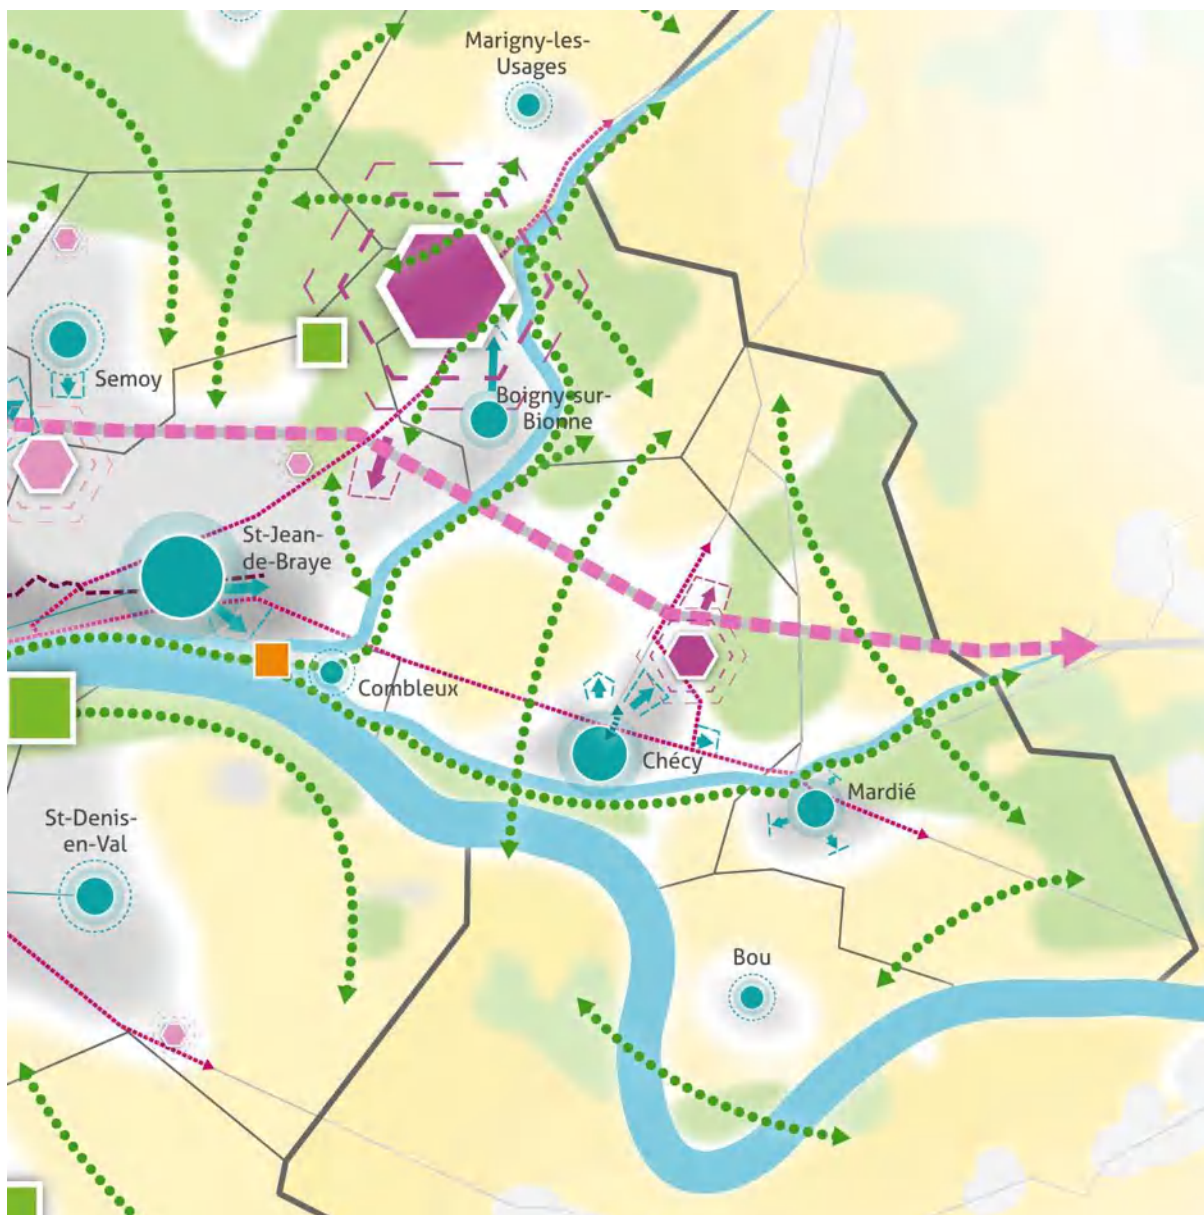 Marigny-les-
Usages
Semoy
Boigny-sur-
Bionne
St-Jean-
de-Braye
Combleux
Chécy
Mardié
St-Denis-
en-Val
Bou